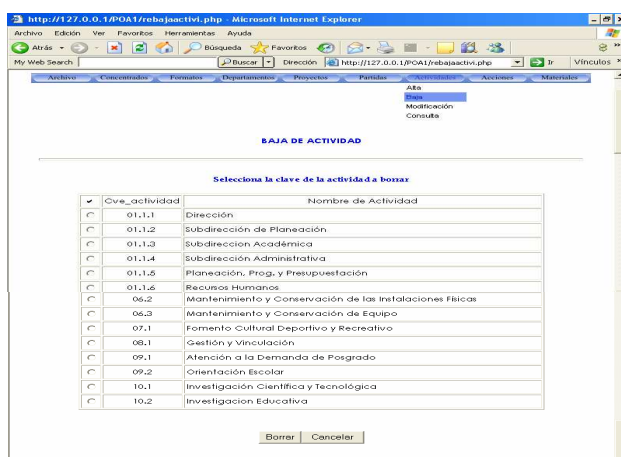 http://127.0.0.1/POA1/rebajaactivi.php - Microsoft Internet Explorer
Archivo Edición Ver Favoritos Herramientas Ayuda
Atrás Búsqueda Favoritos
My Web Search Buscar Dirección http://127.0.0.1/POA1/rebajaactivi.php Ir Vínculos
Archivo Concentrados Formatos Departamentos Proyectos Partidas Actividades Acciones Materiales
Alta
Baja
Modificación
Consulta
BAJA DE ACTIVIDAD
Selecciona la clave de la actividad a borrar
Cve_actividad Nombre de Actividad
01.1.1 Dirección
01.1.2 Subdirección de Planeación
01.1.3 Subdireccion Académica
01.1.4 Subdirección Administrativa
01.1.5 Planeación, Prog. y Presupuestación
01.1.6 Recursos Humanos
06.2 Mantenimiento y Conservación de las Instalaciones Físicas
06.3 Mantenimiento y Conservación de Equipo
07.1 Fomento Cultural Deportivo y Recreativo
08.1 Gestión y Vinculación
09.1 Atención a la Demanda de Posgrado
09.2 Orientación Escolar
10.1 Investigación Científica y Tecnológica
10.2 Investigacion Educativa
Borrar Cancelar